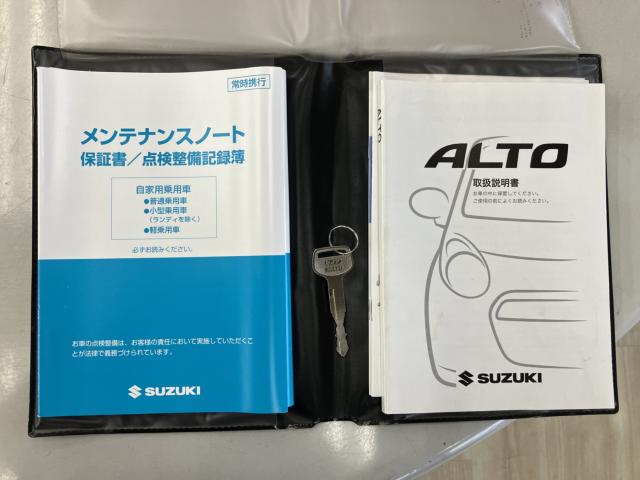 常時携行
メンテナンスノート
保証書／点検整備記録簿
自家用乗用車
●普通乗用車
●小型乗用車
（ランディを除く）
●軽乗用車
必ずお読みください。
お車の点検整備は、お客様の責任において実施していただくこ
とが法律で義務づけられています。
SUZUKI
ALTO
ALTO
取扱説明書
お車の中に保管してください。
ご使用の前によくお読みください。
SUZUKI